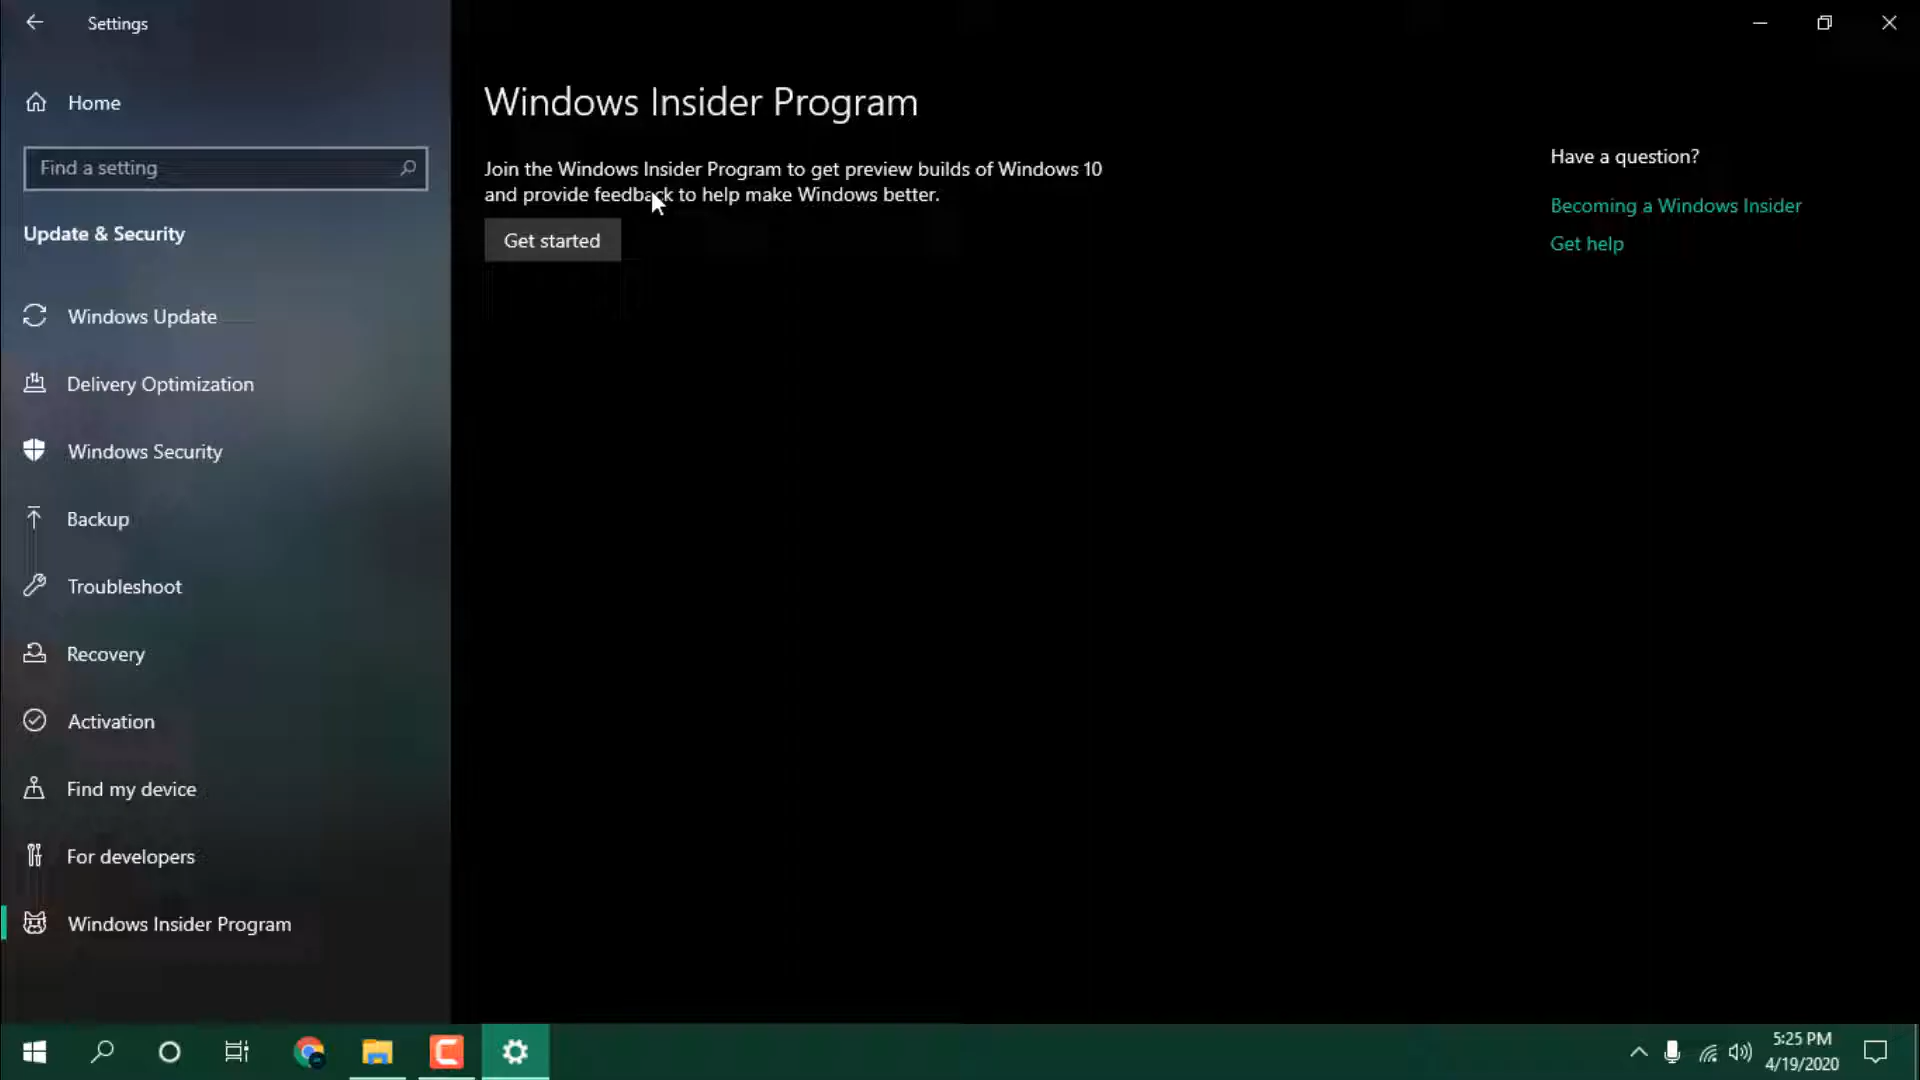 Settings
Home
Find a setting
Update & Security
Windows Update
Delivery Optimization
Windows Security
Backup
Troubleshoot
Recovery
Activation
Find my device
For developers
Windows Insider Program
Windows Insider Program
Join the Windows Insider Program to get preview builds of Windows 10
and provide feedback to help make Windows better.
Get started
Have a question?
Becoming a Windows Insider
Get help
5:25 PM
4/19/2020